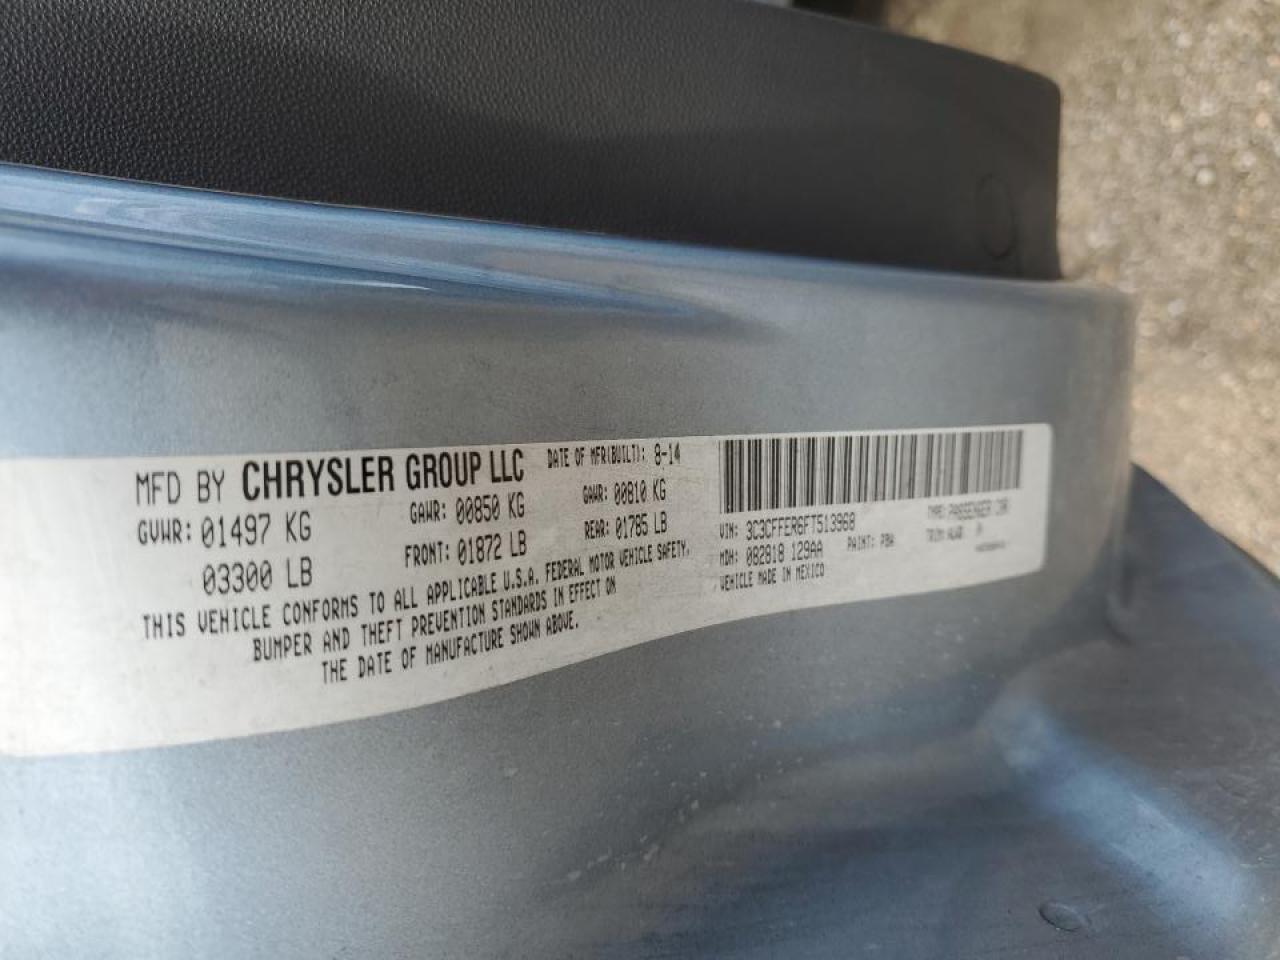 MFD BY CHRYSLER GROUP LLC DATE OF MFR(BUILT): 8-14
GVWR: 01497 KG GAWR: 00850 KG GAWR: 00810 KG
03300 LB FRONT: 01872 LB REAR: 01785 LB
THIS VEHICLE CONFORMS TO ALL APPLICABLE U.S.A. FEDERAL MOTOR VEHICLE SAFETY,
BUMPER AND THEFT PREVENTION STANDARDS IN EFFECT ON
THE DATE OF MANUFACTURE SHOWN ABOVE.
VIN: 3C3CFFER6FT513968 TYPE: PASSENGER CAR
MDH: 082818 129AA PAINT: PBA TRIM:
VEHICLE MADE IN MEXICO